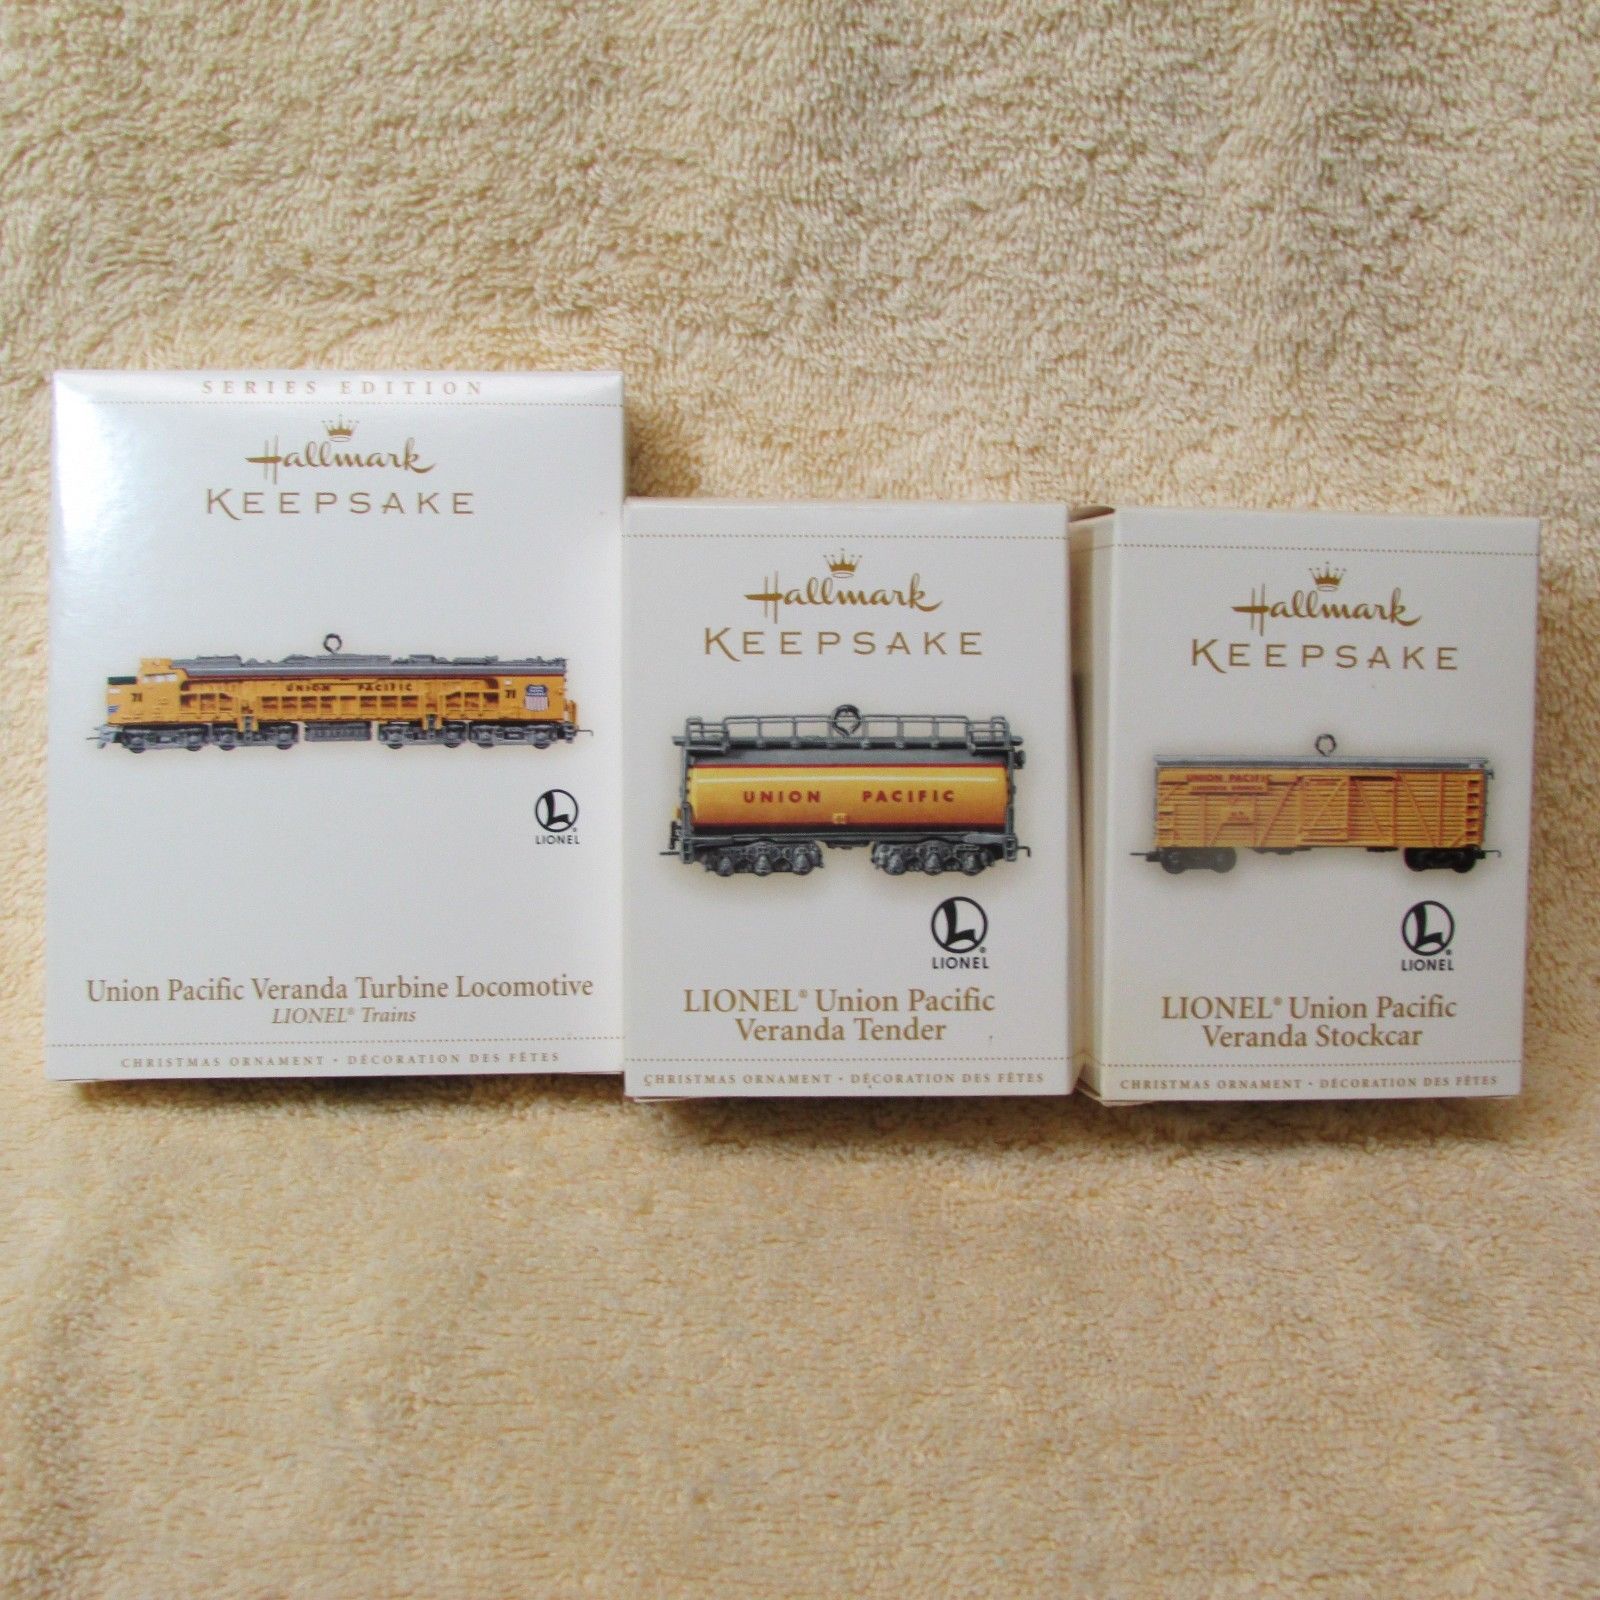 SERIES EDITION
Hallmark
KEEPSAKE
71 UNION PACIFIC 71
L
LIONEL
Union Pacific Veranda Turbine Locomotive
LIONEL® Trains
CHRISTMAS ORNAMENT • DÉCORATION DES FÊTES
Hallmark
KEEPSAKE
UNION PACIFIC
L®
LIONEL
LIONEL® Union Pacific
Veranda Tender
CHRISTMAS ORNAMENT • DÉCORATION DES FÊTES
Hallmark
KEEPSAKE
UNION PACIFIC
L®
LIONEL
LIONEL® Union Pacific
Veranda Stockcar
CHRISTMAS ORNAMENT • DÉCORATION DES FÊTES